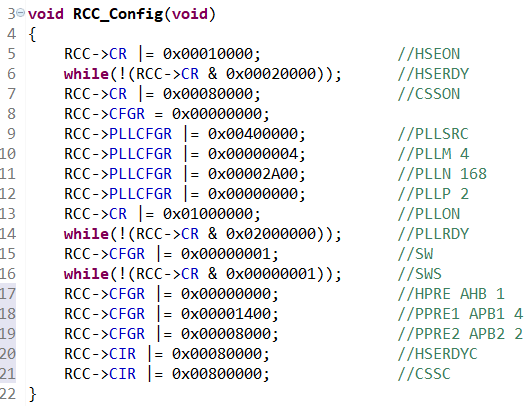 3 void RCC_Config(void)
4 {
5 RCC->CR |= 0x00010000; //HSEON
6 while(!(RCC->CR & 0x00020000)); //HSERDY
7 RCC->CR |= 0x00080000; //CSSON
8 RCC->CFGR = 0x00000000;
9 RCC->PLLCFGR |= 0x00400000; //PLLSRC
10 RCC->PLLCFGR |= 0x00000004; //PLLM 4
11 RCC->PLLCFGR |= 0x00002A00; //PLLN 168
12 RCC->PLLCFGR |= 0x00000000; //PLLP 2
13 RCC->CR |= 0x01000000; //PLLON
14 while(!(RCC->CR & 0x02000000)); //PLLRDY
15 RCC->CFGR |= 0x00000001; //SW
16 while(!(RCC->CR & 0x00000001)); //SWS
17 RCC->CFGR |= 0x00000000; //HPRE AHB 1
18 RCC->CFGR |= 0x00001400; //PPRE1 APB1 4
19 RCC->CFGR |= 0x00008000; //PPRE2 APB2 2
20 RCC->CIR |= 0x00080000; //HSERDYC
21 RCC->CIR |= 0x00800000; //CSSC
22 }